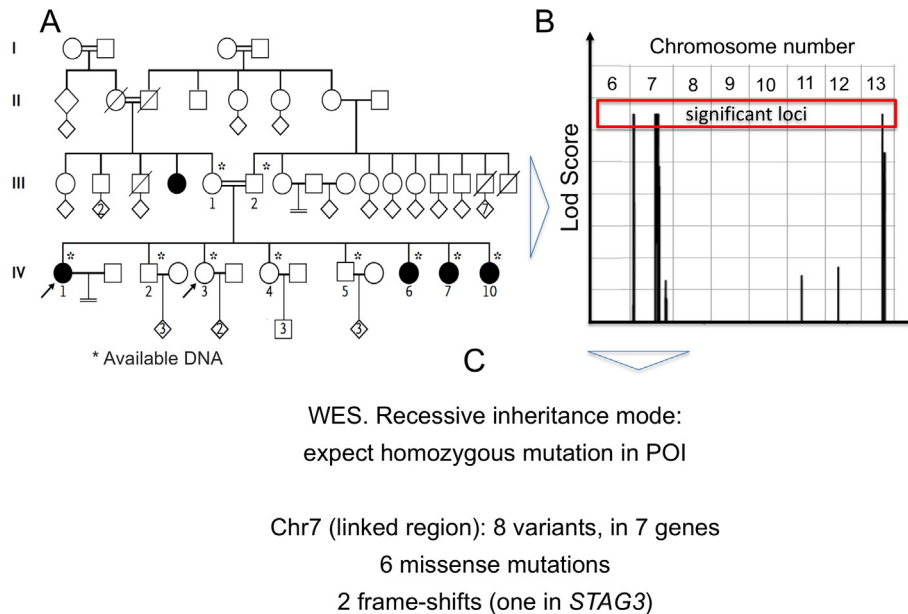 A
B
I
II
III
IV
* * 
1 2
2
7
* * * * * * * *
1 2 3 4 5 6 7 10
3 2 3 3
* Available DNA
Chromosome number
6 7 8 9 10 11 12 13
significant loci
Lod Score
C
WES. Recessive inheritance mode:
expect homozygous mutation in POI
Chr7 (linked region): 8 variants, in 7 genes
6 missense mutations
2 frame-shifts (one in STAG3)